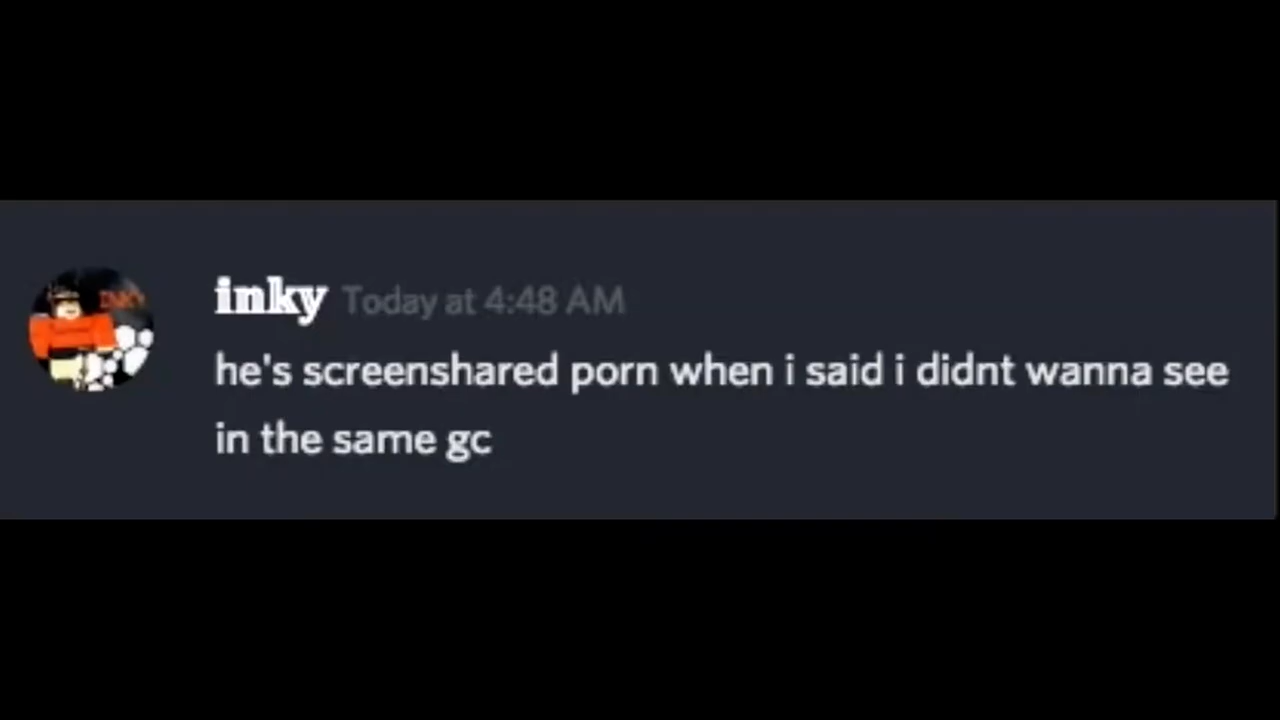 inky Today at 4:48 AM
he's screenshared porn when i said i didnt wanna see
in the same gc